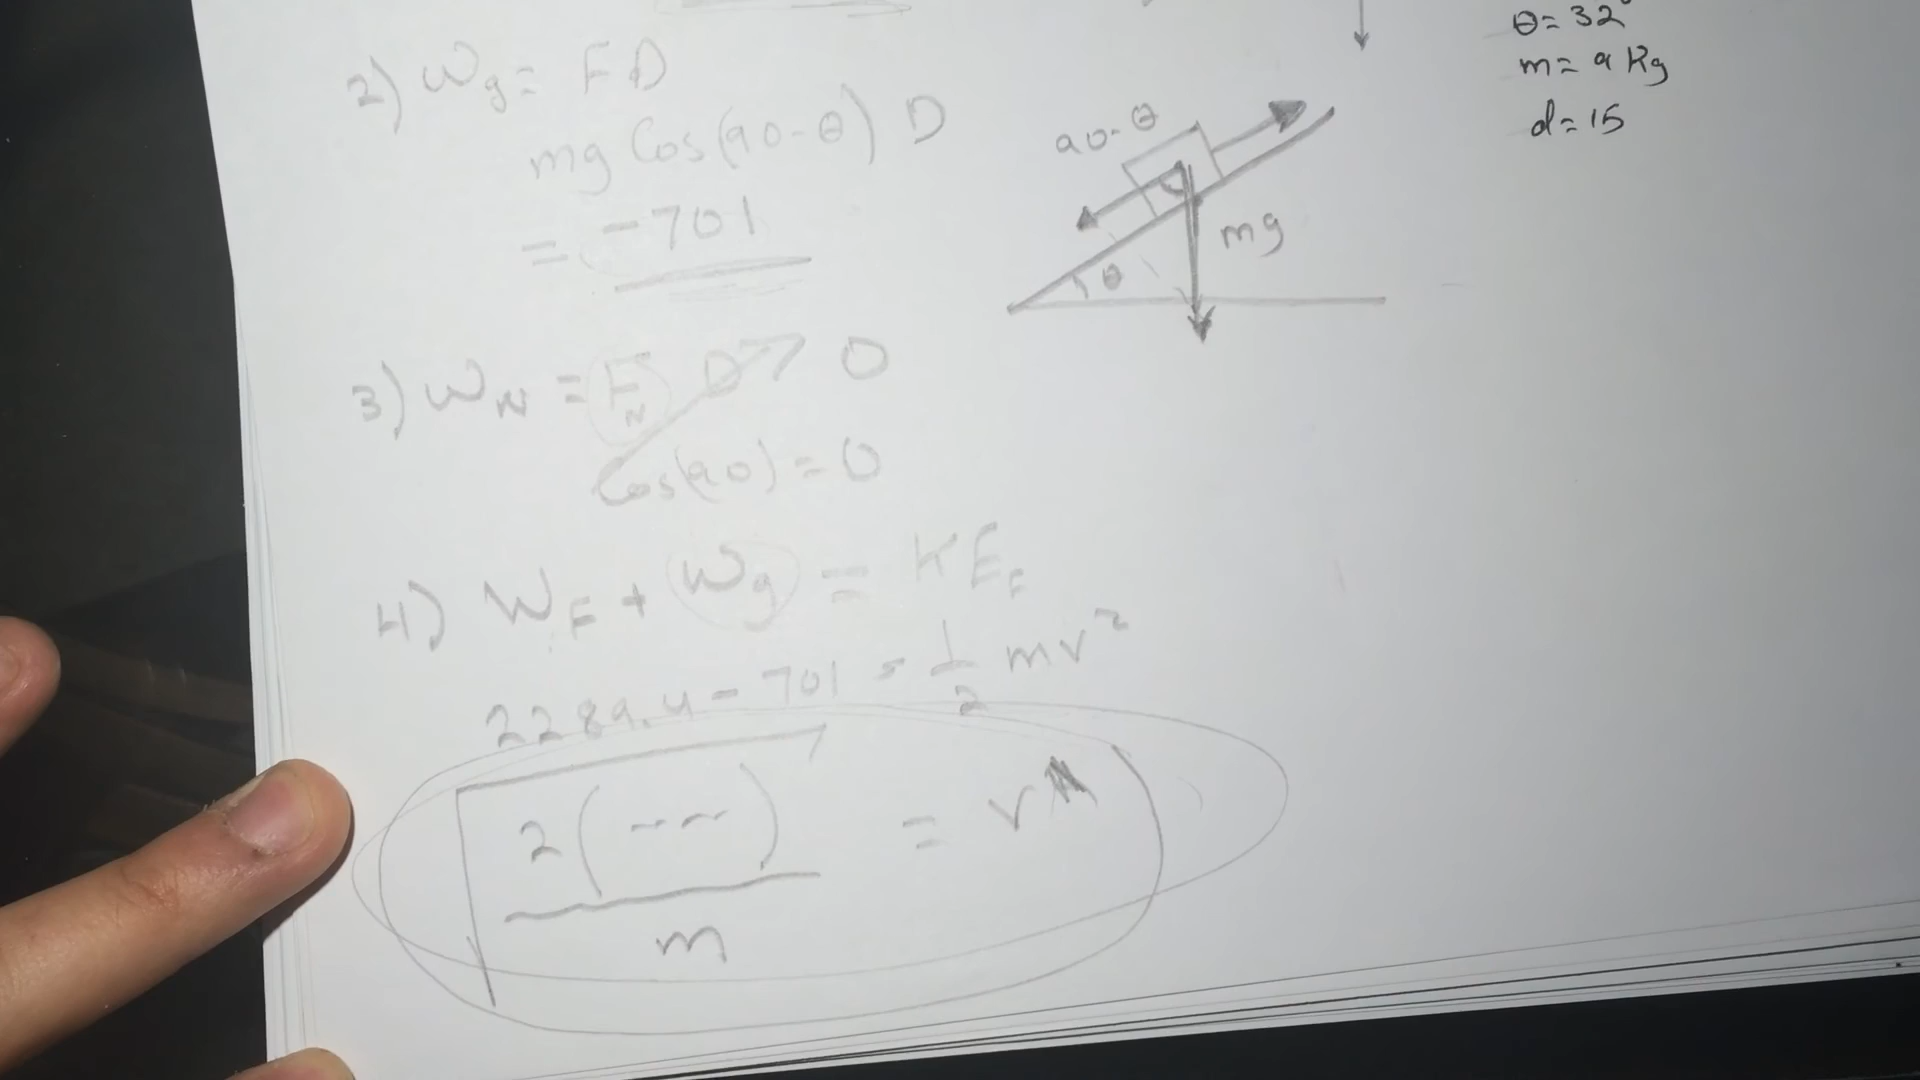 θ= 32°
m= 9 Kg
d= 15
2) Wg= FD
mg Cos(90-θ) D
= -701
90-θ
mg
θ
3) WN = FN D 0
Cos(90) = 0
4) WF + Wg = KEF
2289.4 - 701 = 1/2 mv²
2(--) / m = v